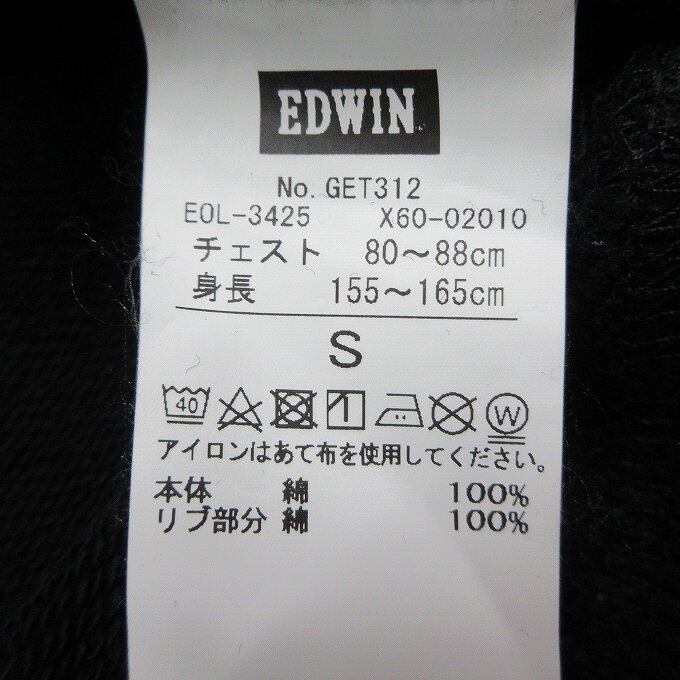 EDWIN
No. GET312
EOL-3425 X60-02010
チェスト 80～88cm
身長 155～165cm
S
40 W
アイロンはあて布を使用してください。
本体 綿 100%
リブ部分 綿 100%